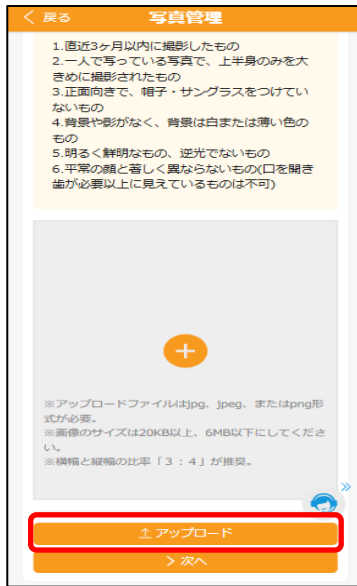 < 戻る 写真管理
1.直近3ヶ月以内に撮影したもの
2.一人で写っている写真で、上半身のみを大
きめに撮影されたもの
3.正面向きで、帽子・サングラスをつけてい
ないもの
4.背景や影がなく、背景は白または薄い色の
もの
5.明るく鮮明なもの、逆光でないもの
6.平常の顔と著しく異ならないもの(口を開き
歯が必要以上に見えているものは不可)
※アップロードファイルはjpg、jpeg、またはpng形
式が必要。
※画像のサイズは20KB以上、6MB以下にしてくださ
い。
※横幅と縦幅の比率「3:4」が推奨。
アップロード
> 次へ